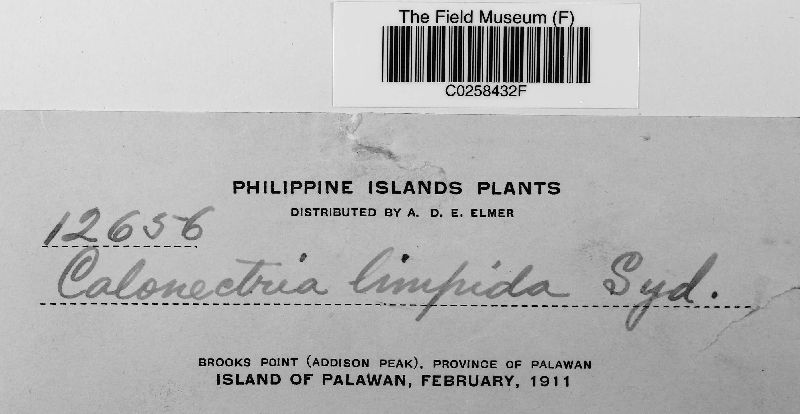 The Field Museum (F)
C0258432F
PHILIPPINE ISLANDS PLANTS
DISTRIBUTED BY A. D. E. ELMER
12656
Calonectria limpida Syd.
BROOKS POINT (ADDISON PEAK), PROVINCE OF PALAWAN
ISLAND OF PALAWAN, FEBRUARY, 1911